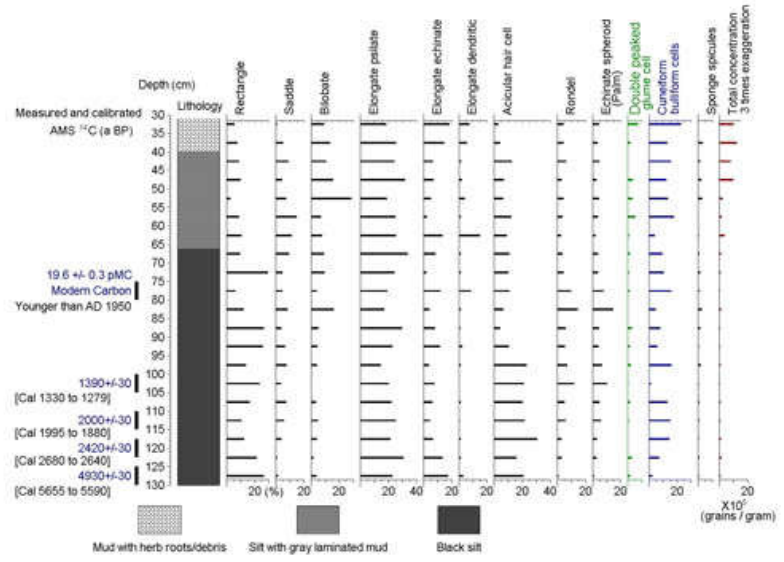 Rectangle
Saddle
Bilobate
Elongate psilate
Elongate echinate
Elongate dendritic
Acicular hair cell
Rondel
Echinate spheroid
(Palm)
Double peaked
glume cell
Cuneiform
bulliform cells
Sponge spicules
Total concentration
3 times exaggeration
Depth (cm)
Lithology
Measured and calibrated
AMS ¹⁴C (a BP)
30
35
40
45
50
55
60
65
70
75
80
85
90
95
100
105
110
115
120
125
130
19.6 +/- 0.3 pMC
Modern Carbon
Younger than AD 1950
1390+/-30
[Cal 1330 to 1279]
2000+/-30
[Cal 1995 to 1880]
2420+/-30
[Cal 2680 to 2640]
4930+/-30
[Cal 5655 to 5590]
20 (%) 20 20 20 40 20 20 20 40 20 20 20 20
X10⁵
(grains / gram)
Mud with herb roots/debris
Silt with gray laminated mud
Black silt